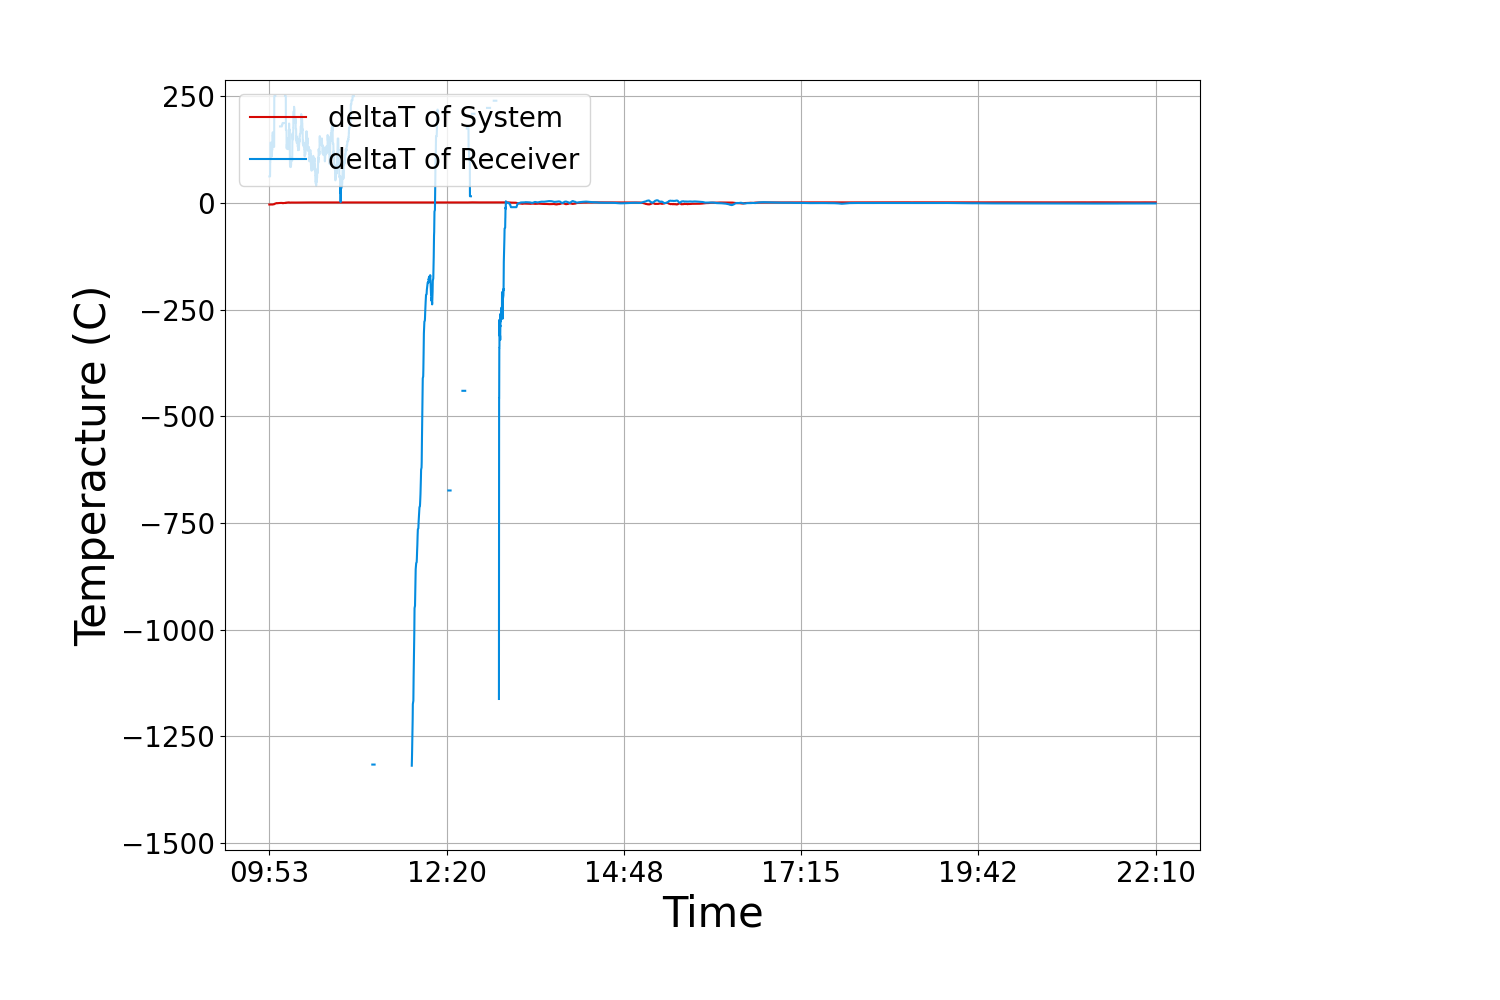 250
0
−250
−500
−750
−1000
−1250
−1500
Temperacture (C)
deltaT of System
deltaT of Receiver
09:53 12:20 14:48 17:15 19:42 22:10
Time